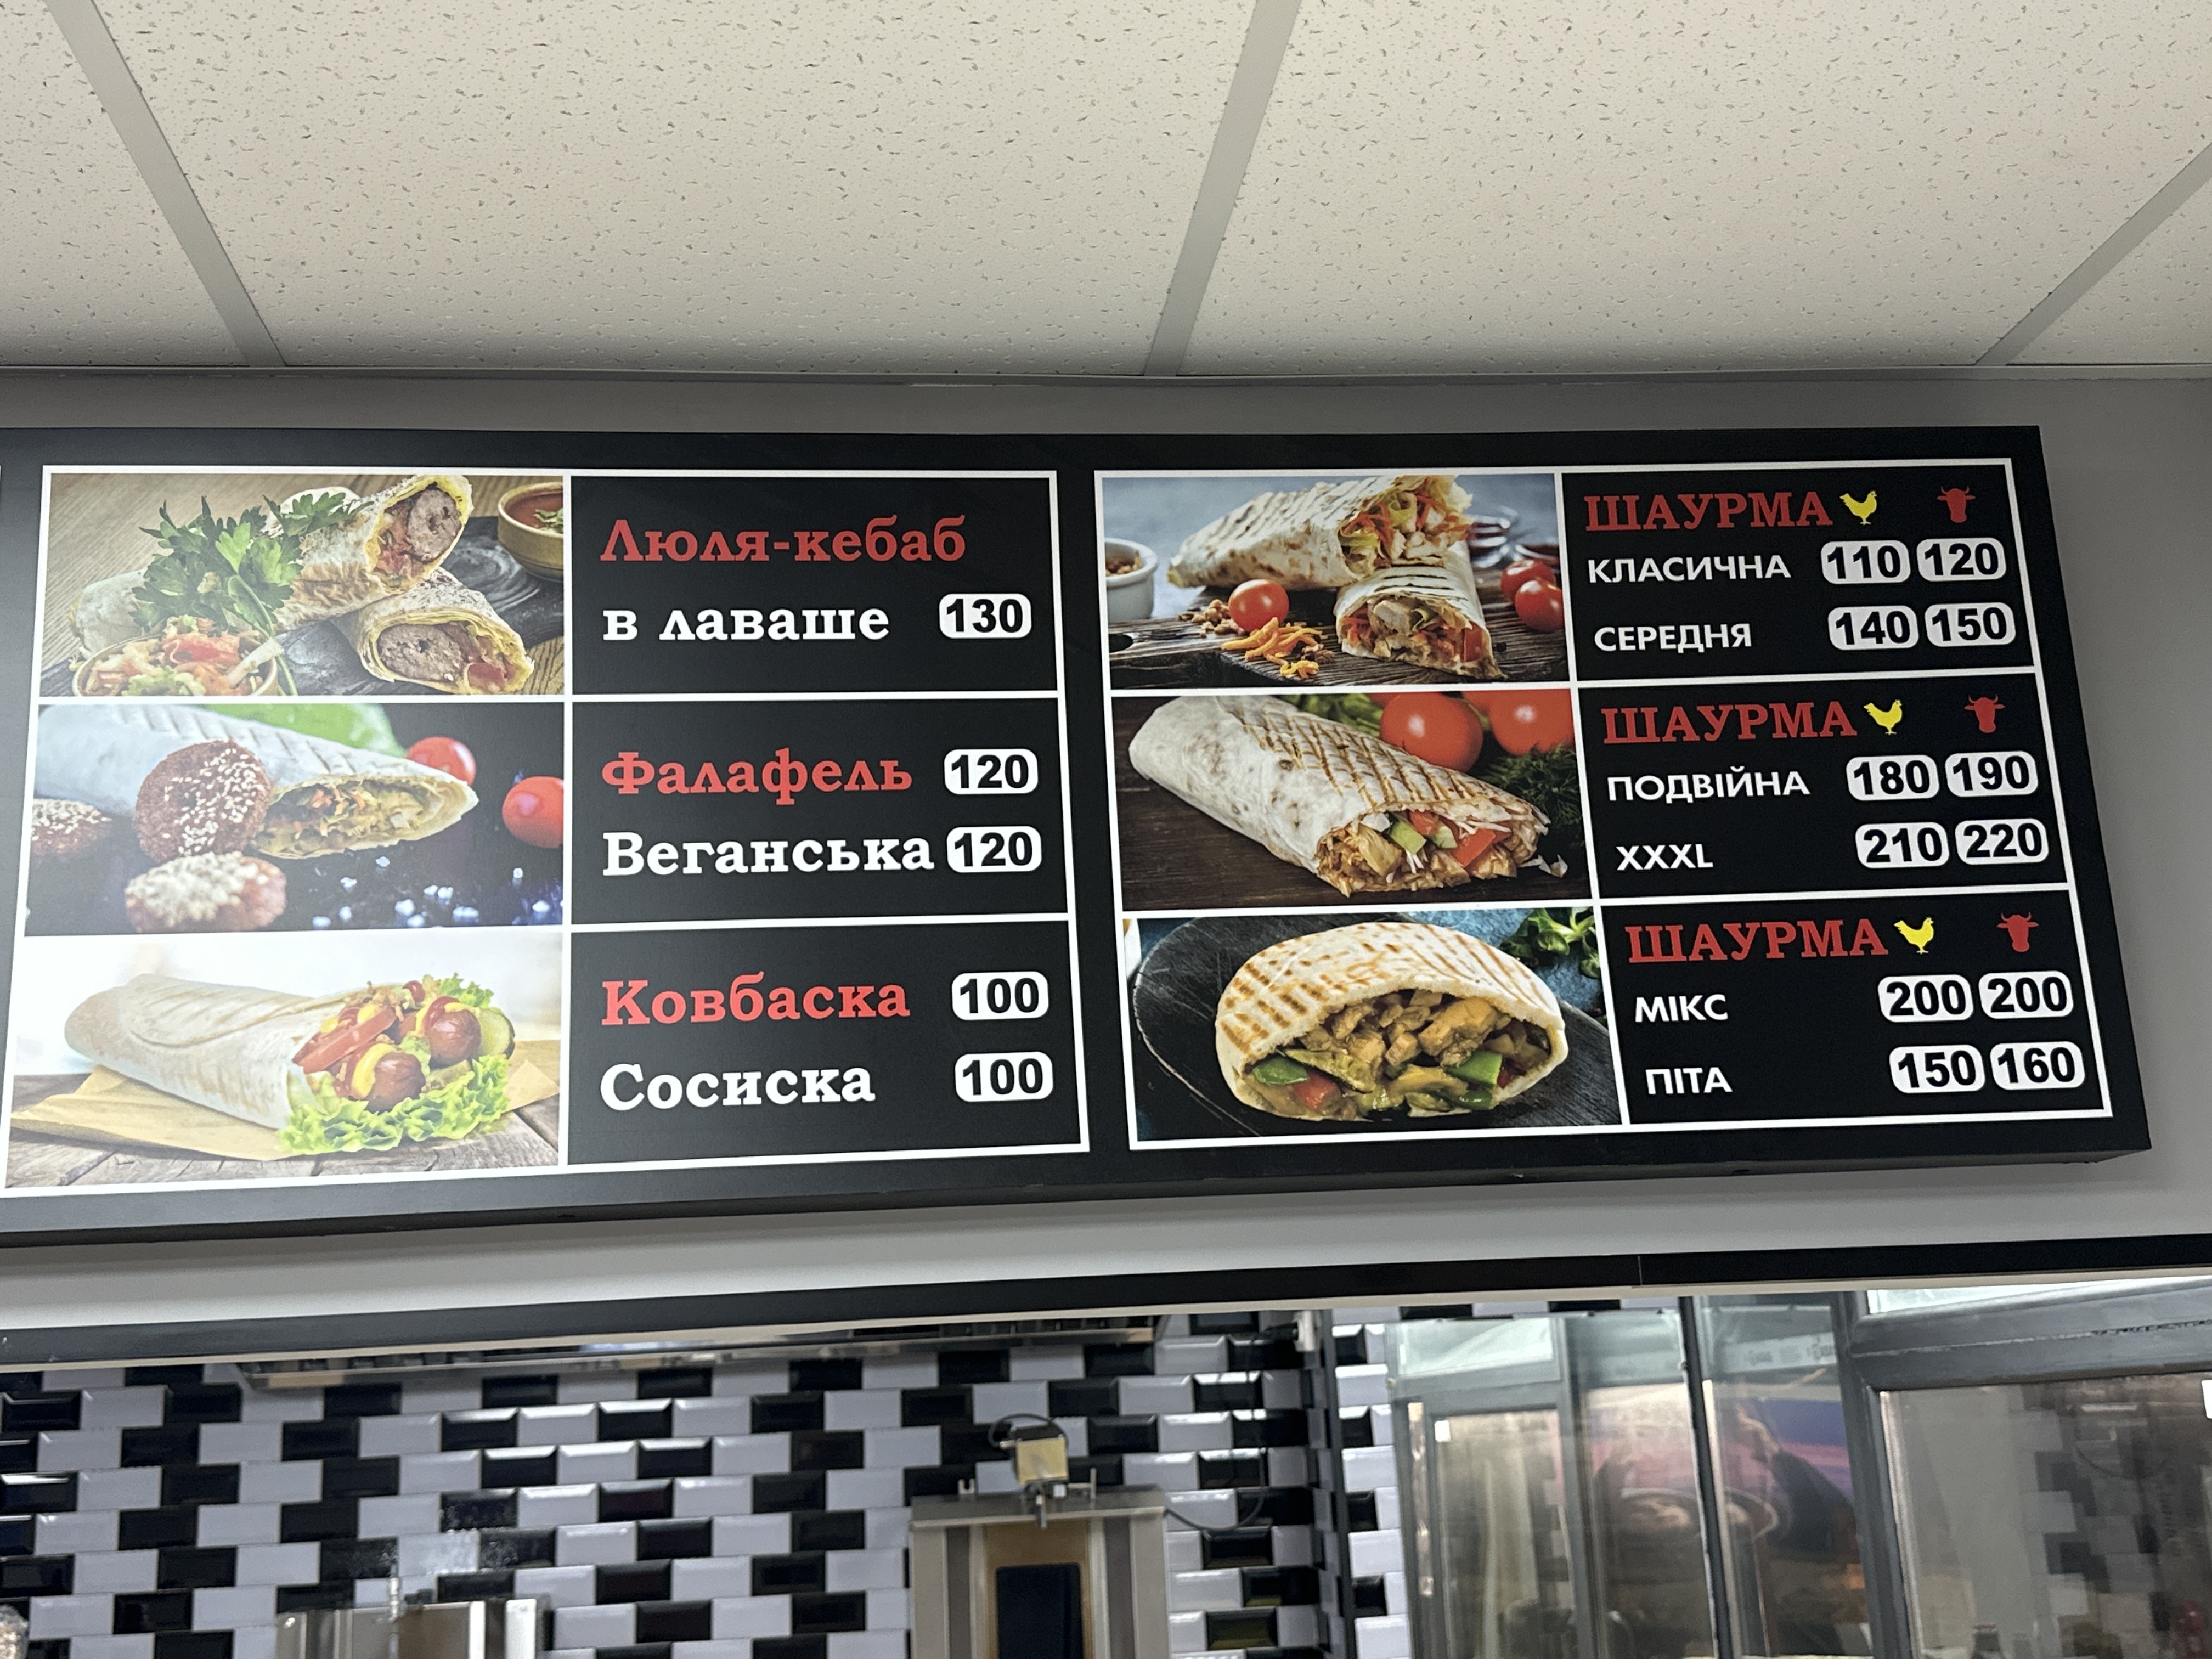 Люля-кебаб
в лаваше 130
Фалафель 120
Веганська 120
Ковбаска 100
Сосиска 100
ШАУРМА
КЛАСИЧНА 110 120
СЕРЕДНЯ 140 150
ШАУРМА
ПОДВІЙНА 180 190
XXXL 210 220
ШАУРМА
МІКС 200 200
ПІТА 150 160